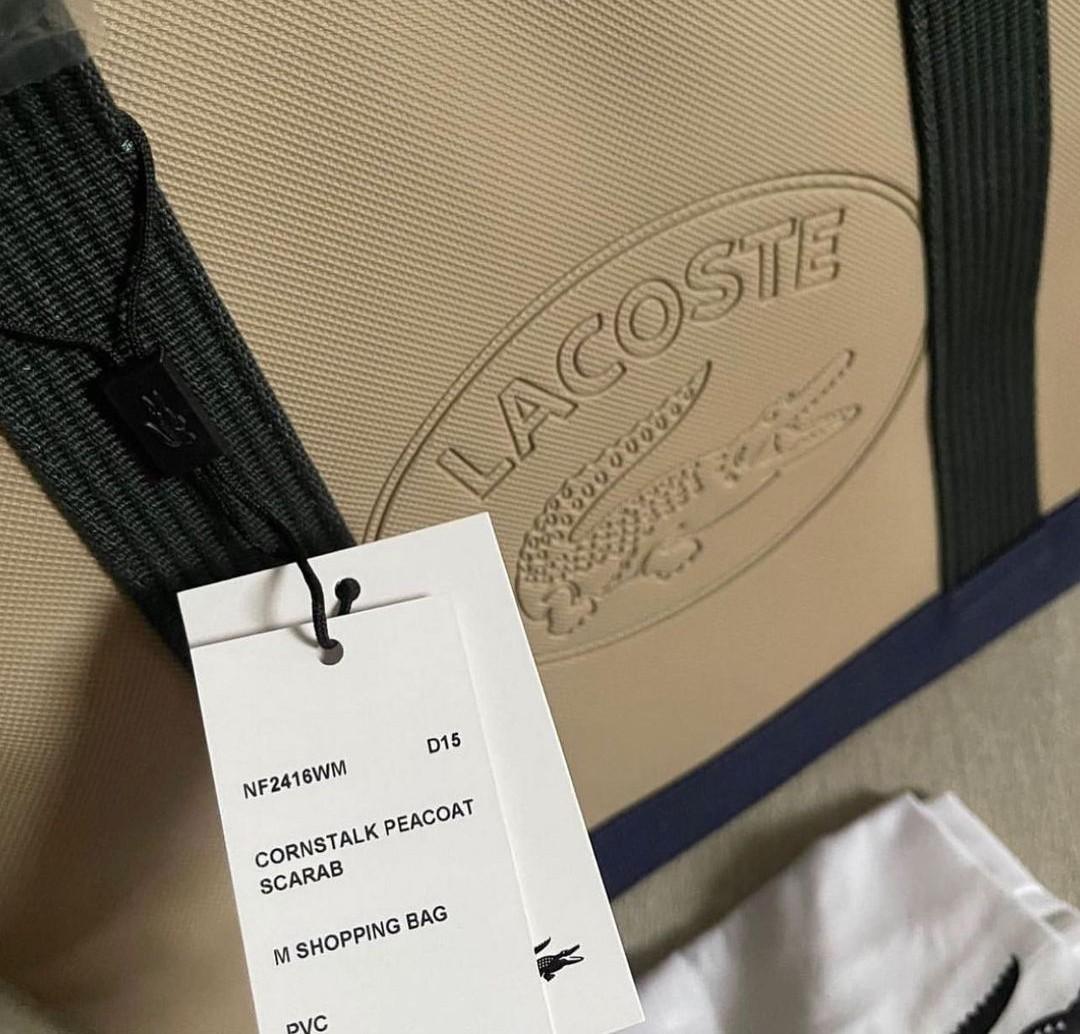 LACOSTE
NF2416WM D15
CORNSTALK PEACOAT
SCARAB
M SHOPPING BAG
PVC